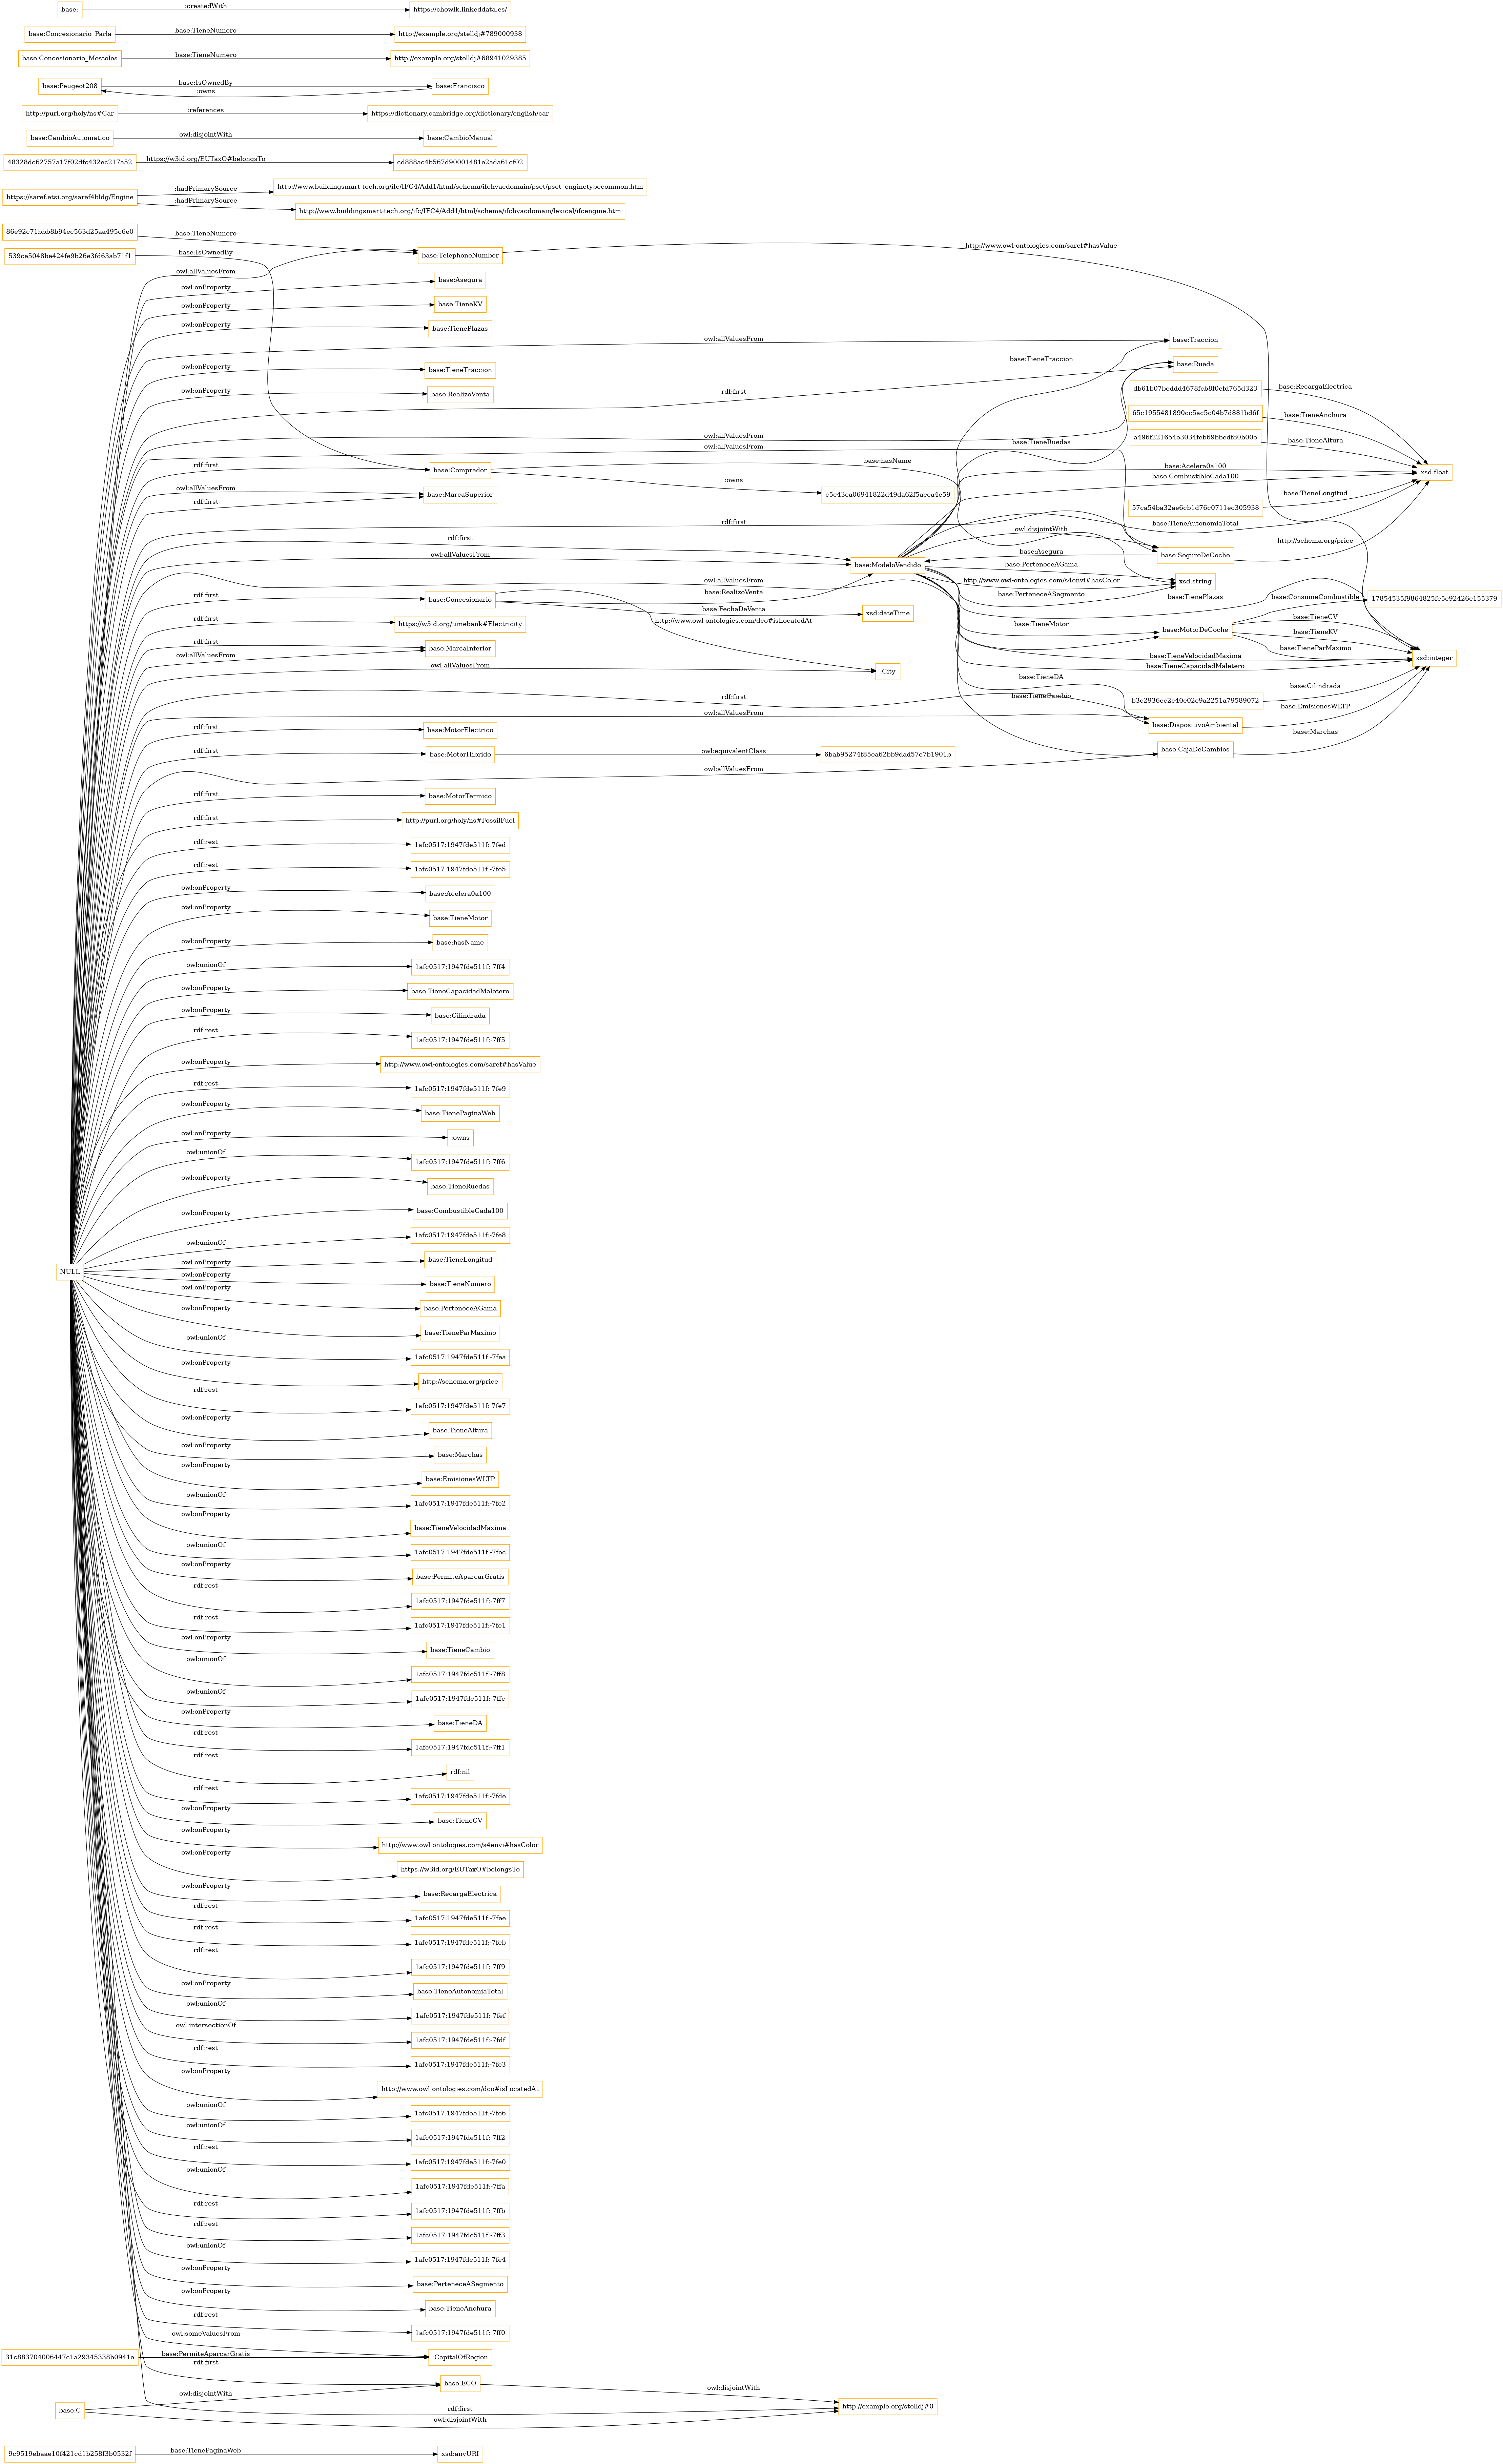 base:
:createdWith
https://chowlk.linkeddata.es/
base:Concesionario_Parla
base:TieneNumero
http://example.org/stelldj#789000938
base:Concesionario_Mostoles
base:TieneNumero
http://example.org/stelldj#68941029385
base:Peugeot208
base:IsOwnedBy
:owns
base:Francisco
http://purl.org/holy/ns#Car
:references
https://dictionary.cambridge.org/dictionary/english/car
base:CambioAutomatico
owl:disjointWith
base:CambioManual
48328dc62757a17f02dfc432ec217a52
https://w3id.org/EUTaxO#belongsTo
cd888ac4b567d90001481e2ada61cf02
https://saref.etsi.org/saref4bldg/Engine
:hadPrimarySource
http://www.buildingsmart-tech.org/ifc/IFC4/Add1/html/schema/ifchvacdomain/pset/pset_enginetypecommon.htm
:hadPrimarySource
http://www.buildingsmart-tech.org/ifc/IFC4/Add1/html/schema/ifchvacdomain/lexical/ifcengine.htm
86e92c71bbb8b94ec563d25aa495c6e0
base:TieneNumero
539ce5048be424fe9b26e3fd63ab71f1
base:IsOwnedBy
base:TelephoneNumber
http://www.owl-ontologies.com/saref#hasValue
owl:allValuesFrom
base:Asegura
owl:onProperty
base:TieneKV
owl:onProperty
base:TienePlazas
owl:onProperty
base:Traccion
owl:allValuesFrom
base:TieneTraccion
base:TieneTraccion
owl:onProperty
base:Rueda
rdf:first
owl:allValuesFrom
base:TieneRuedas
base:RealizoVenta
owl:onProperty
db61b07beddd4678fcb8f0efd765d323
base:RecargaElectrica
65c1955481890cc5ac5c04b7d881bd6f
base:TieneAnchura
a496f221654e3034feb69bbedf80b00e
base:TieneAltura
57ca54ba32ae6cb1d76c0711ec305938
base:TieneLongitud
xsd:float
base:Acelera0a100
base:CombustibleCada100
base:TieneAutonomiaTotal
http://schema.org/price
base:Comprador
rdf:first
base:hasName
:owns
c5c43ea06941822d49da62f5aeea4e59
owl:allValuesFrom
base:MarcaSuperior
owl:allValuesFrom
rdf:first
rdf:first
base:SeguroDeCoche
owl:disjointWith
base:Asegura
base:ModeloVendido
rdf:first
owl:allValuesFrom
base:PerteneceAGama
http://www.owl-ontologies.com/s4envi#hasColor
base:PerteneceASegmento
xsd:string
base:TienePlazas
owl:allValuesFrom
base:Concesionario
rdf:first
base:RealizoVenta
base:FechaDeVenta
xsd:dateTime
http://www.owl-ontologies.com/dco#isLocatedAt
:City
owl:allValuesFrom
https://w3id.org/timebank#Electricity
rdf:first
base:MarcaInferior
rdf:first
owl:allValuesFrom
base:MotorDeCoche
base:TieneMotor
base:ConsumeCombustible
17854535f9864825fe5e92426e155379
base:TieneCV
base:TieneKV
base:TieneParMaximo
xsd:integer
base:TieneVelocidadMaxima
base:TieneCapacidadMaletero
base:TieneDA
base:TieneCambio
b3c2936ec2c40e02e9a2251a79589072
base:Cilindrada
base:DispositivoAmbiental
base:EmisionesWLTP
rdf:first
owl:allValuesFrom
base:CajaDeCambios
base:Marchas
owl:allValuesFrom
base:MotorElectrico
rdf:first
base:MotorHibrido
rdf:first
owl:equivalentClass
6bab95274f85ea62bb9dad57e7b1901b
rdf:first
base:MotorTermico
rdf:first
http://purl.org/holy/ns#FossilFuel
rdf:rest
1afc0517:1947fde511f:-7fed
rdf:rest
1afc0517:1947fde511f:-7fe5
owl:onProperty
base:Acelera0a100
owl:onProperty
base:TieneMotor
owl:onProperty
base:hasName
owl:unionOf
1afc0517:1947fde511f:-7ff4
owl:onProperty
base:TieneCapacidadMaletero
owl:onProperty
base:Cilindrada
rdf:rest
1afc0517:1947fde511f:-7ff5
owl:onProperty
http://www.owl-ontologies.com/saref#hasValue
rdf:rest
1afc0517:1947fde511f:-7fe9
owl:onProperty
base:TienePaginaWeb
owl:onProperty
:owns
owl:unionOf
1afc0517:1947fde511f:-7ff6
owl:onProperty
base:TieneRuedas
owl:onProperty
base:CombustibleCada100
owl:unionOf
1afc0517:1947fde511f:-7fe8
NULL
owl:onProperty
base:TieneLongitud
owl:onProperty
base:TieneNumero
owl:onProperty
base:PerteneceAGama
owl:onProperty
base:TieneParMaximo
owl:unionOf
1afc0517:1947fde511f:-7fea
owl:onProperty
http://schema.org/price
rdf:rest
1afc0517:1947fde511f:-7fe7
owl:onProperty
base:TieneAltura
owl:onProperty
base:Marchas
owl:onProperty
base:EmisionesWLTP
owl:unionOf
1afc0517:1947fde511f:-7fe2
owl:onProperty
base:TieneVelocidadMaxima
owl:unionOf
1afc0517:1947fde511f:-7fec
owl:onProperty
base:PermiteAparcarGratis
rdf:rest
1afc0517:1947fde511f:-7ff7
rdf:rest
1afc0517:1947fde511f:-7fe1
owl:onProperty
base:TieneCambio
owl:unionOf
1afc0517:1947fde511f:-7ff8
owl:unionOf
1afc0517:1947fde511f:-7ffc
owl:onProperty
base:TieneDA
rdf:rest
1afc0517:1947fde511f:-7ff1
rdf:rest
rdf:nil
rdf:rest
1afc0517:1947fde511f:-7fde
owl:onProperty
base:TieneCV
owl:onProperty
http://www.owl-ontologies.com/s4envi#hasColor
owl:onProperty
https://w3id.org/EUTaxO#belongsTo
owl:onProperty
base:RecargaElectrica
rdf:rest
1afc0517:1947fde511f:-7fee
rdf:rest
1afc0517:1947fde511f:-7feb
rdf:rest
1afc0517:1947fde511f:-7ff9
owl:onProperty
base:TieneAutonomiaTotal
owl:unionOf
1afc0517:1947fde511f:-7fef
owl:intersectionOf
1afc0517:1947fde511f:-7fdf
rdf:rest
1afc0517:1947fde511f:-7fe3
owl:onProperty
http://www.owl-ontologies.com/dco#isLocatedAt
owl:unionOf
1afc0517:1947fde511f:-7fe6
owl:unionOf
1afc0517:1947fde511f:-7ff2
rdf:rest
1afc0517:1947fde511f:-7fe0
owl:unionOf
1afc0517:1947fde511f:-7ffa
rdf:rest
1afc0517:1947fde511f:-7ffb
rdf:rest
1afc0517:1947fde511f:-7ff3
owl:unionOf
1afc0517:1947fde511f:-7fe4
owl:onProperty
base:PerteneceASegmento
owl:onProperty
base:TieneAnchura
rdf:rest
1afc0517:1947fde511f:-7ff0
owl:someValuesFrom
31c883704006447c1a29345338b0941e
base:PermiteAparcarGratis
:CapitalOfRegion
rdf:first
base:ECO
owl:disjointWith
base:C
owl:disjointWith
rdf:first
owl:disjointWith
http://example.org/stelldj#0
9c9519ebaae10f421cd1b258f3b0532f
base:TienePaginaWeb
xsd:anyURI